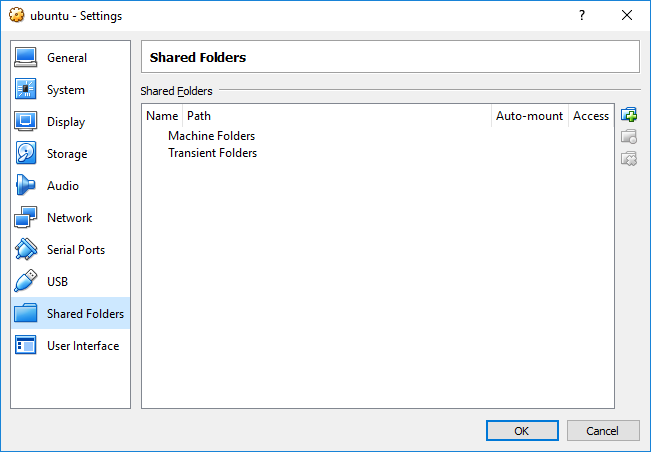 ubuntu - Settings
?
General
System
Display
Storage
Audio
Network
Serial Ports
USB
Shared Folders
User Interface
Shared Folders
Shared Folders
Name Path Auto-mount Access
Machine Folders
Transient Folders
OK Cancel